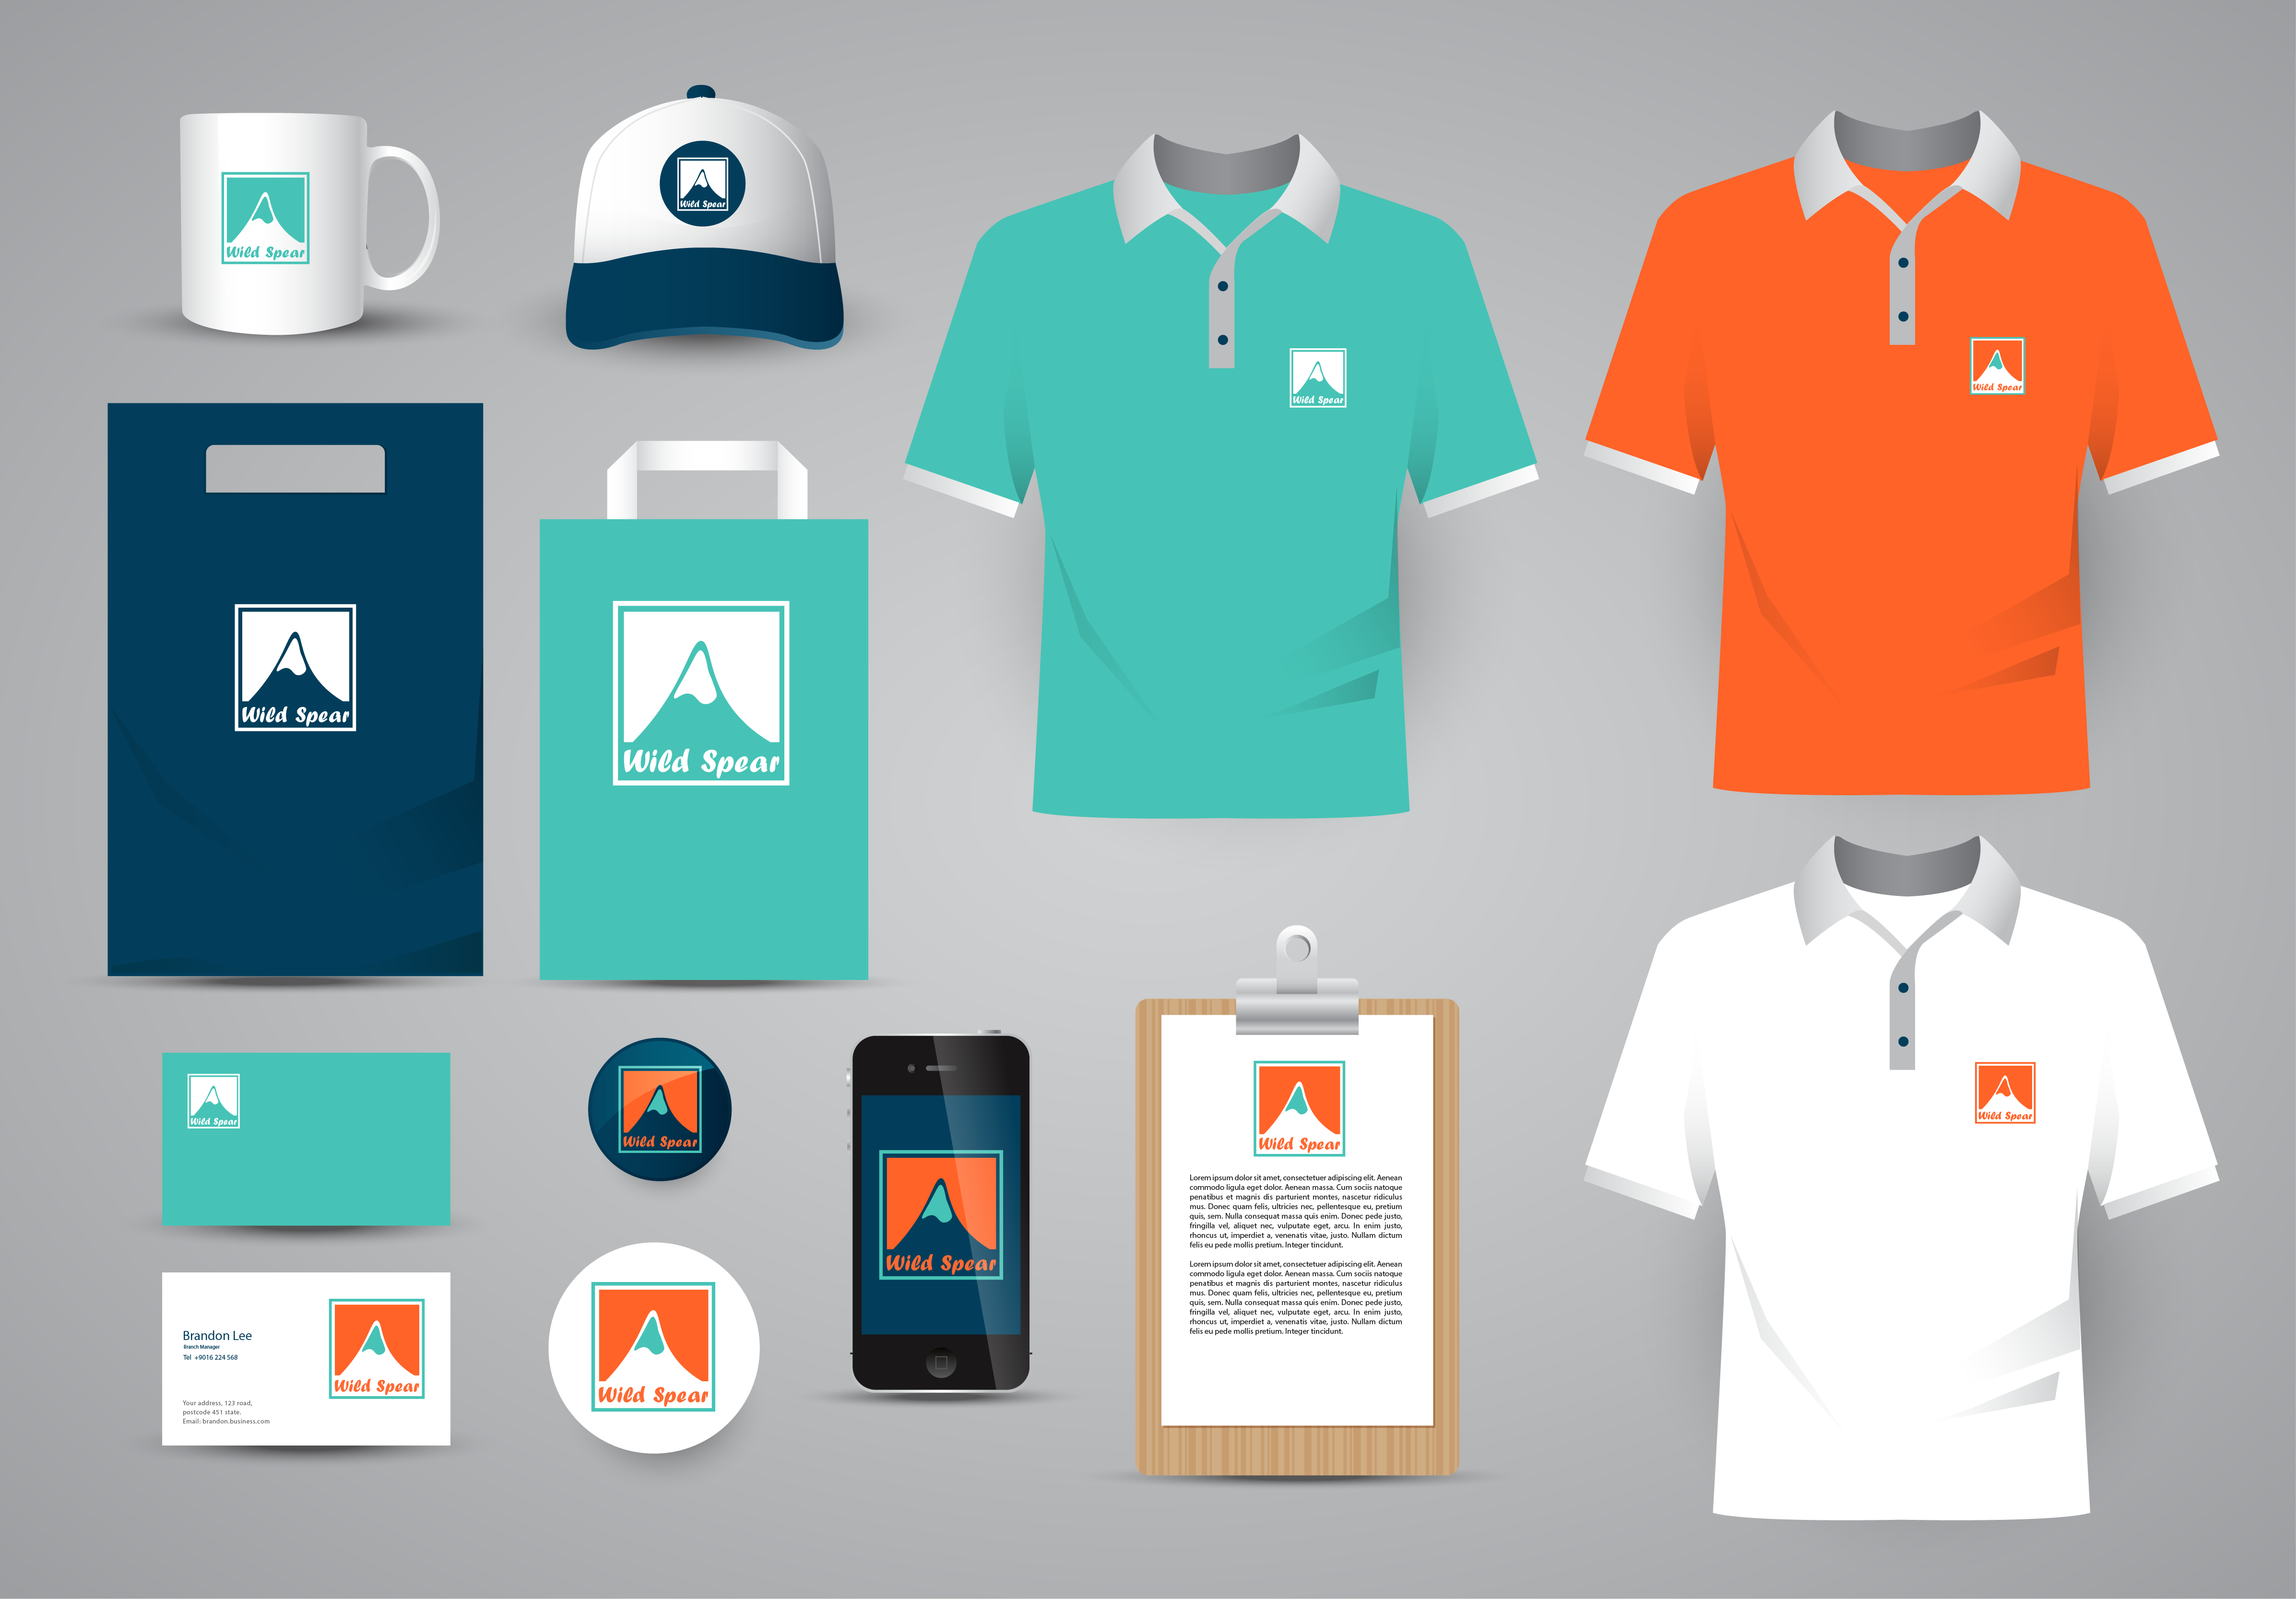 Wild Spear
Wild Spear
Wild Spear
Wild Spear
Wild Spear
Wild Spear
Wild Spear
Wild Spear
Brandon Lee
Branch Manager
Tel +9016 224 568
Your address, 123 road,
postcode 451 state.
Email: brandon.business.com
Wild Spear
Wild Spear
Wild Spear
Wild Spear
Wild Spear
Lorem ipsum dolor sit amet, consectetuer adipiscing elit. Aenean
commodo ligula eget dolor. Aenean massa. Cum sociis natoque
penatibus et magnis dis parturient montes, nascetur ridiculus
mus. Donec quam felis, ultricies nec, pellentesque eu, pretium
quis, sem. Nulla consequat massa quis enim. Donec pede justo,
fringilla vel, aliquet nec, vulputate eget, arcu. In enim justo,
rhoncus ut, imperdiet a, venenatis vitae, justo. Nullam dictum
felis eu pede mollis pretium. Integer tincidunt.
Lorem ipsum dolor sit amet, consectetuer adipiscing elit. Aenean
commodo ligula eget dolor. Aenean massa. Cum sociis natoque
penatibus et magnis dis parturient montes, nascetur ridiculus
mus. Donec quam felis, ultricies nec, pellentesque eu, pretium
quis, sem. Nulla consequat massa quis enim. Donec pede justo,
fringilla vel, aliquet nec, vulputate eget, arcu. In enim justo,
rhoncus ut, imperdiet a, venenatis vitae, justo. Nullam dictum
felis eu pede mollis pretium. Integer tincidunt.